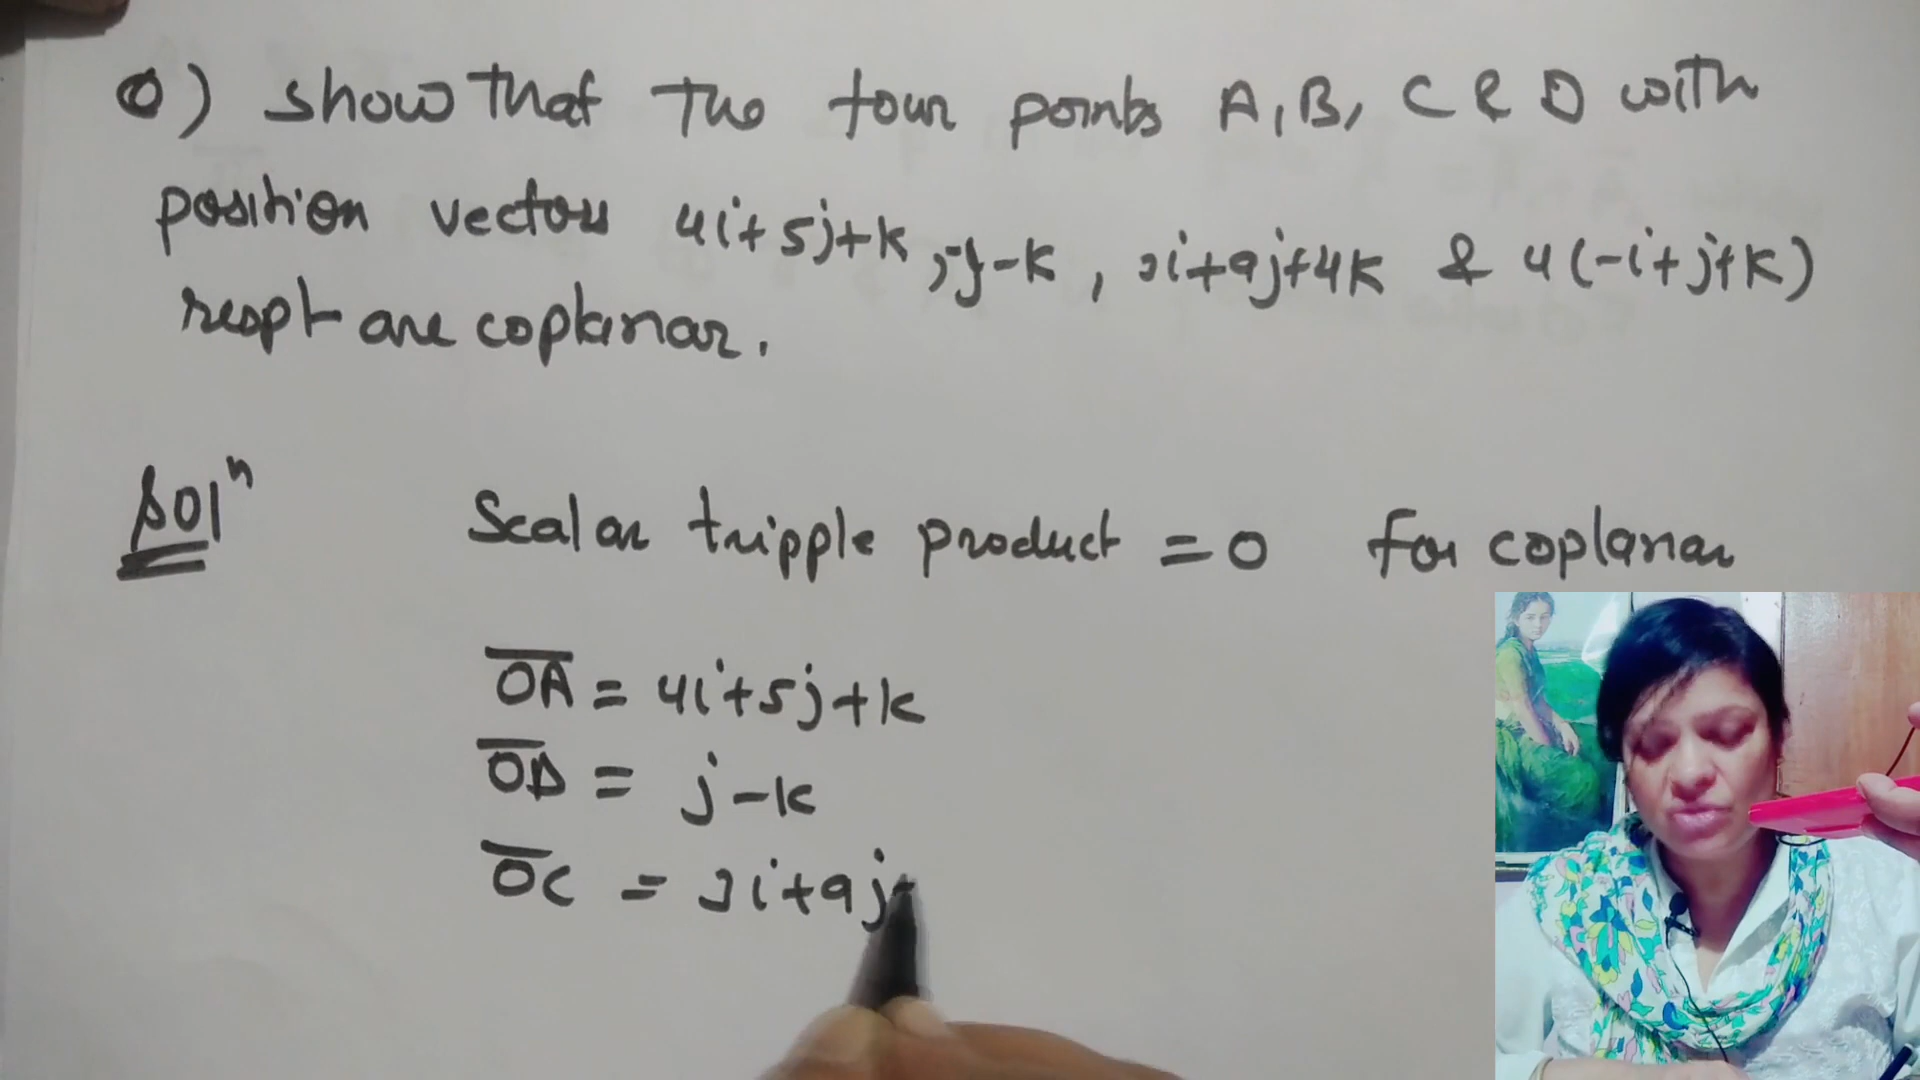 Q) show that the four points A, B, C & D with
position vectors 4i+5j+k, -j-k, 3i+9j+4k & 4(-i+j+k)
respt are coplanar.
Solⁿ Scalar tripple product = 0 for coplanar
OA = 4i+5j+k
OB = j-k
OC = 3i+9j+